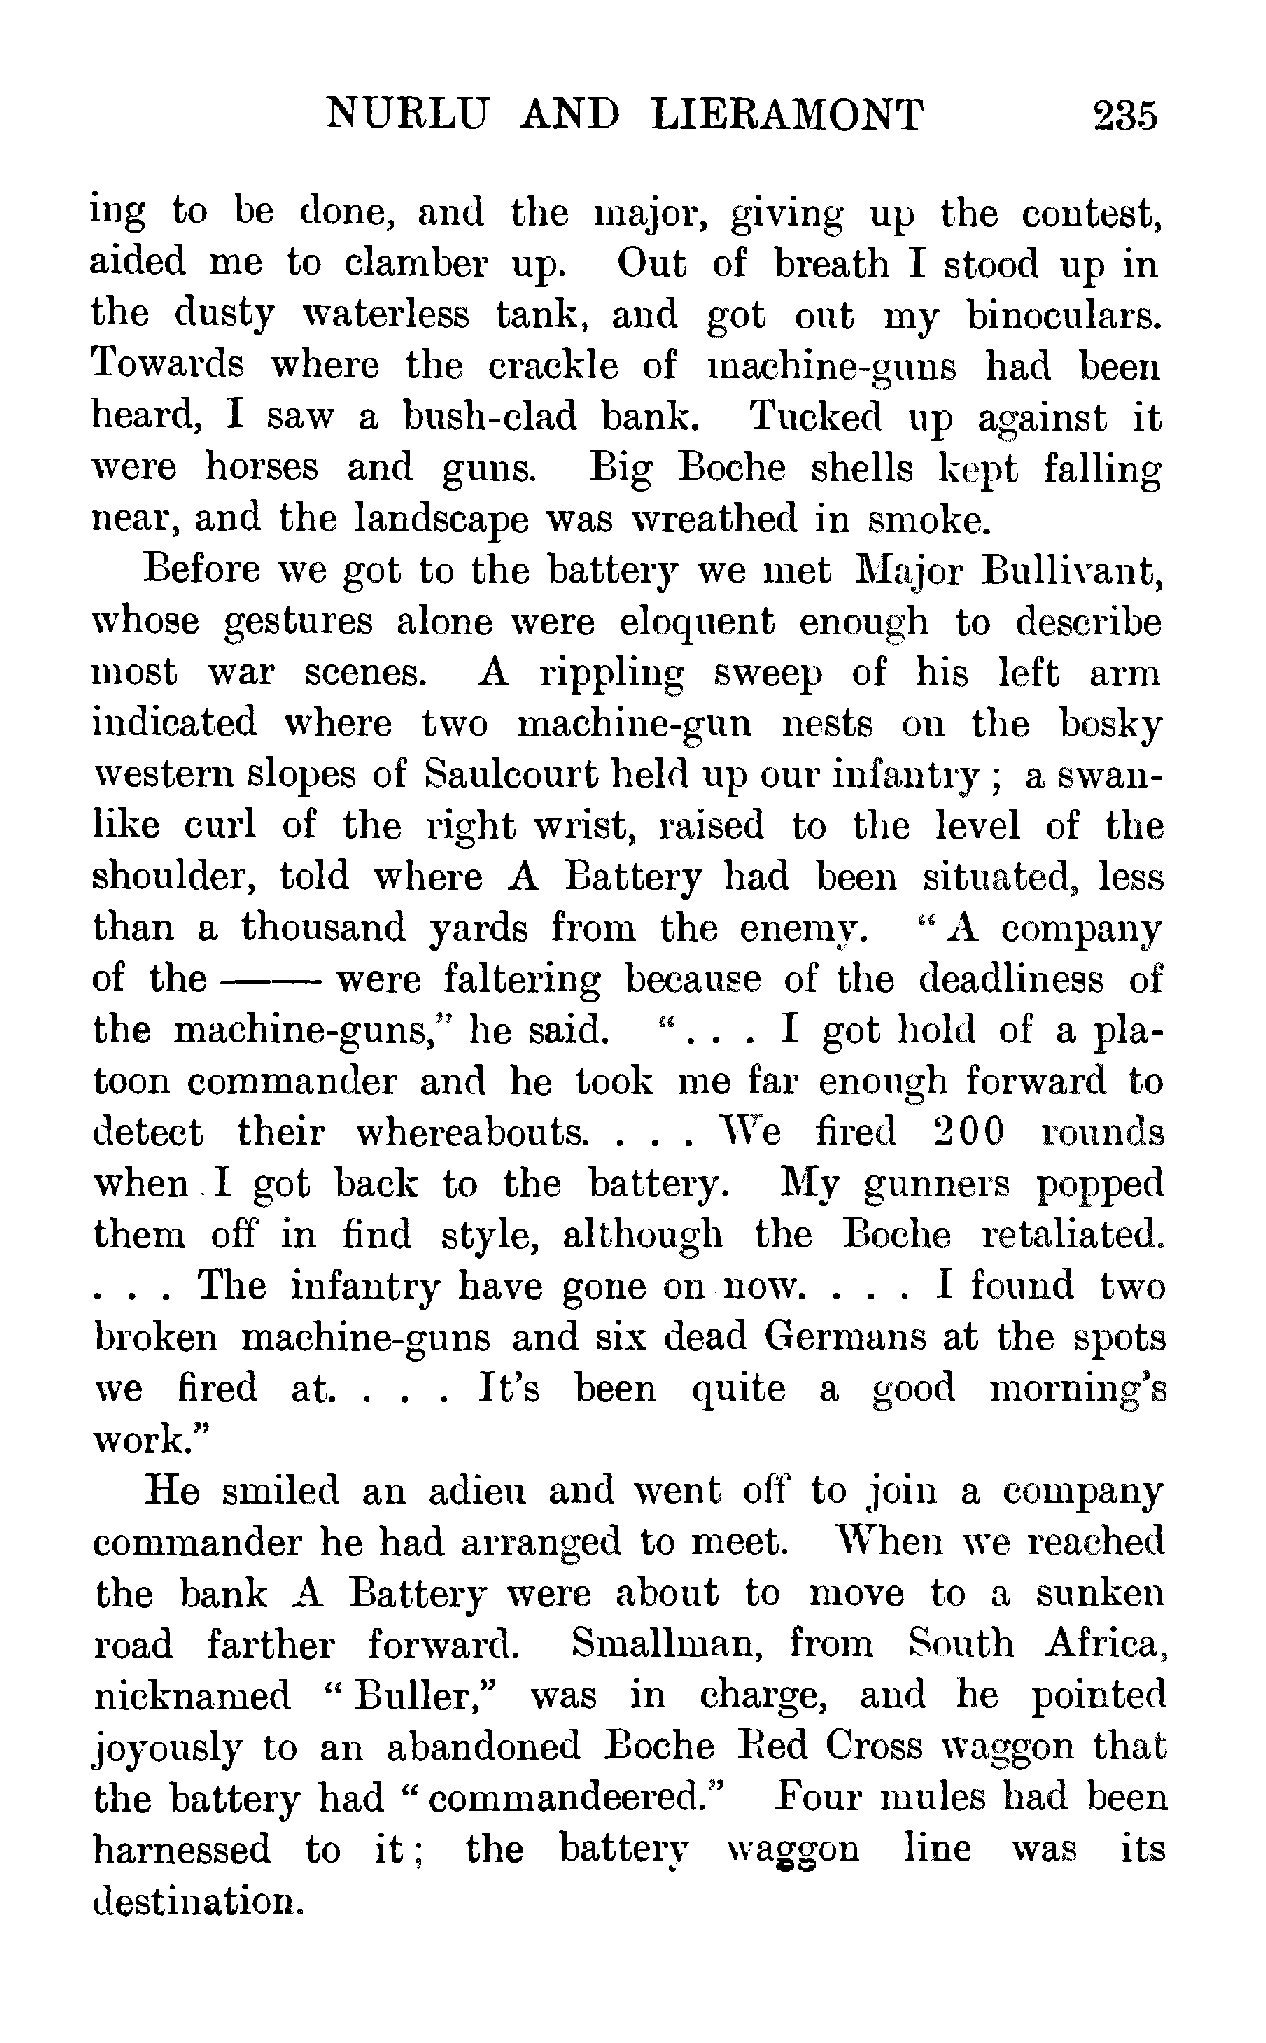 NURLU AND LIERAMONT 235
ing to be done, and the major, giving up the contest,
aided me to clamber up. Out of breath I stood up in
the dusty waterless tank, and got out my binoculars.
Towards where the crackle of machine-guns had been
heard, I saw a bush-clad bank. Tucked up against it
were horses and guns. Big Boche shells kept falling
near, and the landscape was wreathed in smoke.
Before we got to the battery we met Major Bullivant,
whose gestures alone were eloquent enough to describe
most war scenes. A rippling sweep of his left arm
indicated where two machine-gun nests on the bosky
western slopes of Saulcourt held up our infantry ; a swan-
like curl of the right wrist, raised to the level of the
shoulder, told where A Battery had been situated, less
than a thousand yards from the enemy. “ A company
of the —— were faltering because of the deadliness of
the machine-guns,” he said. “ . . . I got hold of a pla-
toon commander and he took me far enough forward to
detect their whereabouts. . . . We fired 200 rounds
when I got back to the battery. My gunners popped
them off in find style, although the Boche retaliated.
. . . The infantry have gone on now. . . . I found two
broken machine-guns and six dead Germans at the spots
we fired at. . . . It’s been quite a good morning’s
work.”
He smiled an adieu and went off to join a company
commander he had arranged to meet. When we reached
the bank A Battery were about to move to a sunken
road farther forward. Smallman, from South Africa,
nicknamed “ Buller,” was in charge, and he pointed
joyously to an abandoned Boche Red Cross waggon that
the battery had “ commandeered.” Four mules had been
harnessed to it ; the battery waggon line was its
destination.